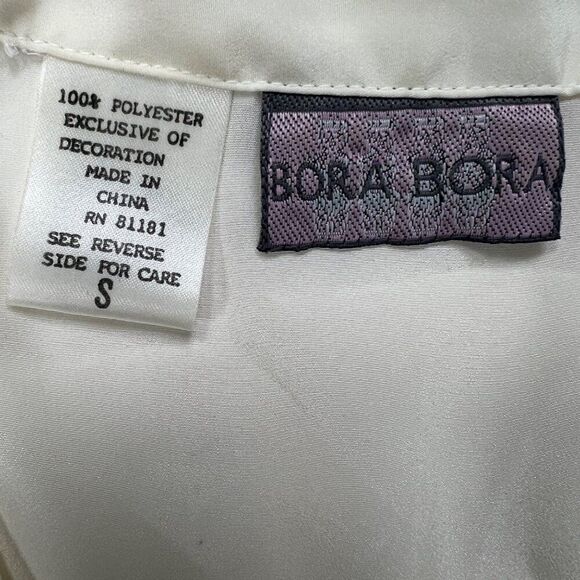 100% POLYESTER
EXCLUSIVE OF
DECORATION
MADE IN
CHINA
RN 81181
SEE REVERSE
SIDE FOR CARE
S
BORA BORA